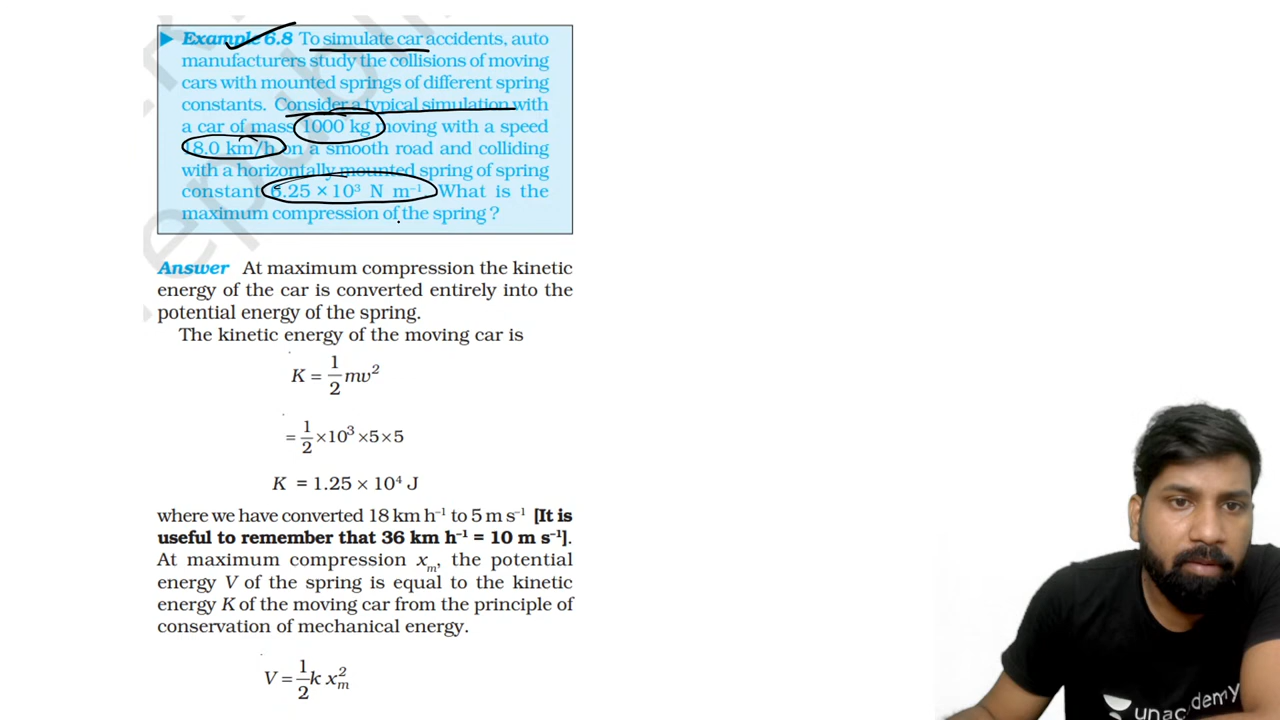 Example 6.8 To simulate car accidents, auto
manufacturers study the collisions of moving
cars with mounted springs of different spring
constants. Consider a typical simulation with
a car of mass 1000 kg moving with a speed
18.0 km/h on a smooth road and colliding
with a horizontally mounted spring of spring
constant 6.25 × 10³ N m⁻¹. What is the
maximum compression of the spring ?
Answer At maximum compression the kinetic
energy of the car is converted entirely into the
potential energy of the spring.
The kinetic energy of the moving car is
K = 1/2 mv²
= 1/2 × 10³ × 5 × 5
K = 1.25 × 10⁴ J
where we have converted 18 km h⁻¹ to 5 m s⁻¹ [It is
useful to remember that 36 km h⁻¹ = 10 m s⁻¹].
At maximum compression xₘ, the potential
energy V of the spring is equal to the kinetic
energy K of the moving car from the principle of
conservation of mechanical energy.
V = 1/2 k xₘ²
unacademy